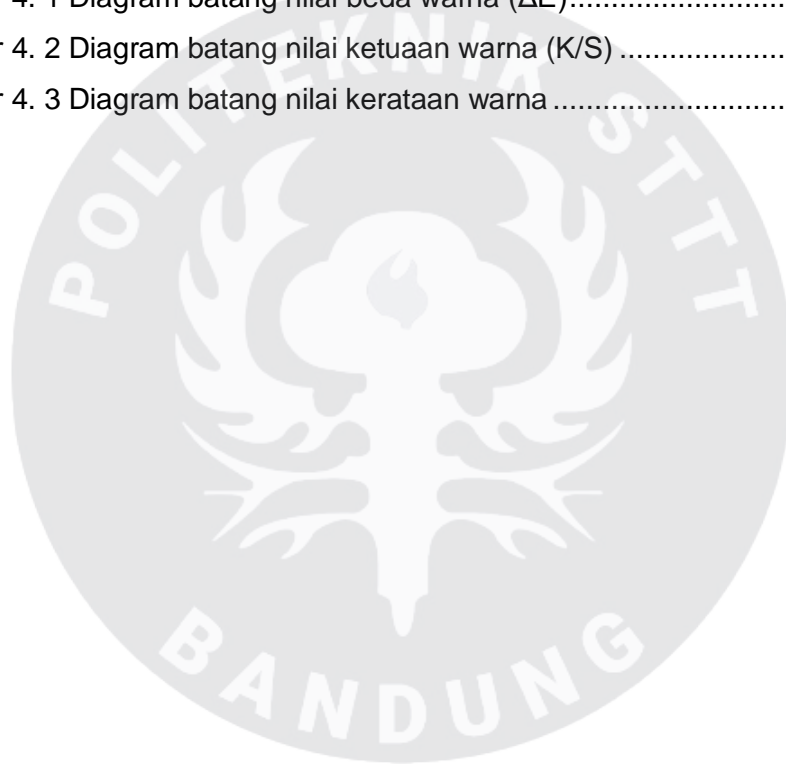 r 4. 1 Diagram batang nilai beda warna (ΔE)............................
r 4. 2 Diagram batang nilai ketuaan warna (K/S) ....................
r 4. 3 Diagram batang nilai kerataan warna ............................
POLITEKNIK STTT
BANDUNG